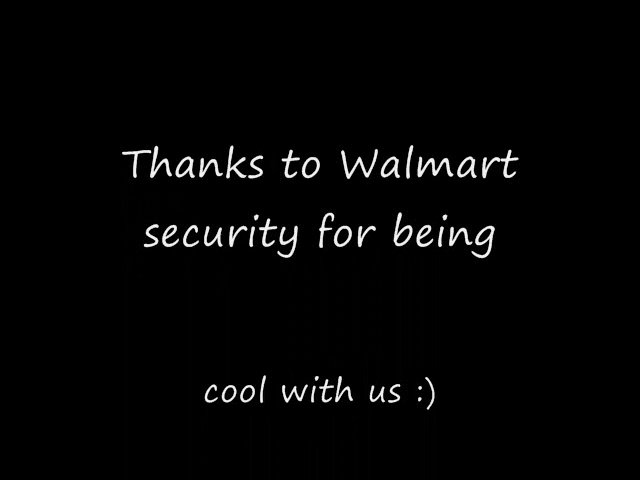 Thanks to Walmart
security for being
cool with us :)